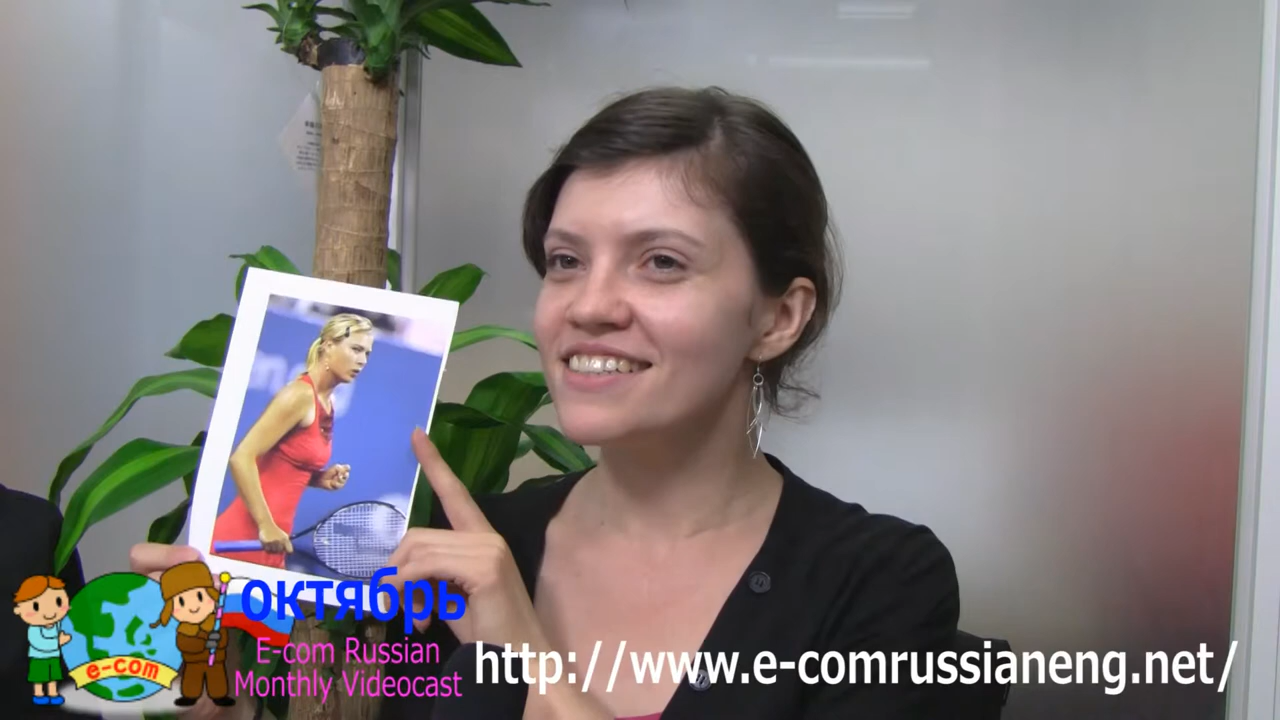 октябрь
E-com Russian
Monthly Videocast
e-com
http://www.e-comrussianeng.net/